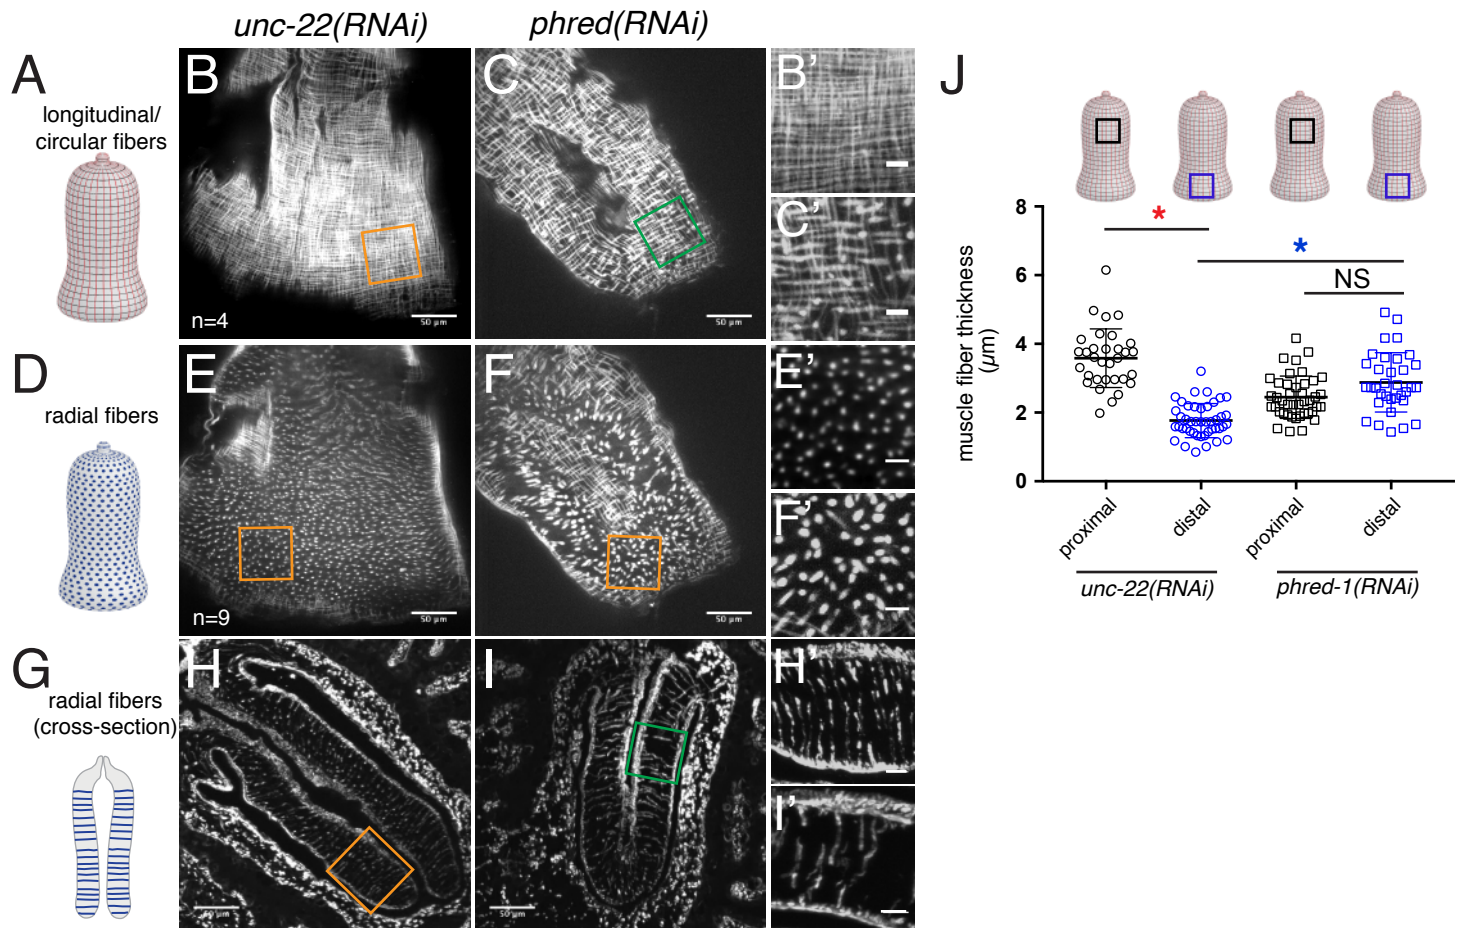 unc-22(RNAi)
phred(RNAi)
A
longitudinal/
circular fibers
B
n=4
50 µm
C
50 µm
B'
C'
D
radial fibers
E
n=9
50 µm
F
50 µm
E'
F'
G
radial fibers
(cross-section)
H
50 µm
I
50 µm
H'
I'
J
muscle fiber thickness
(µm)
8
6
4
2
0
*
*
NS
proximal
distal
proximal
distal
unc-22(RNAi)
phred-1(RNAi)